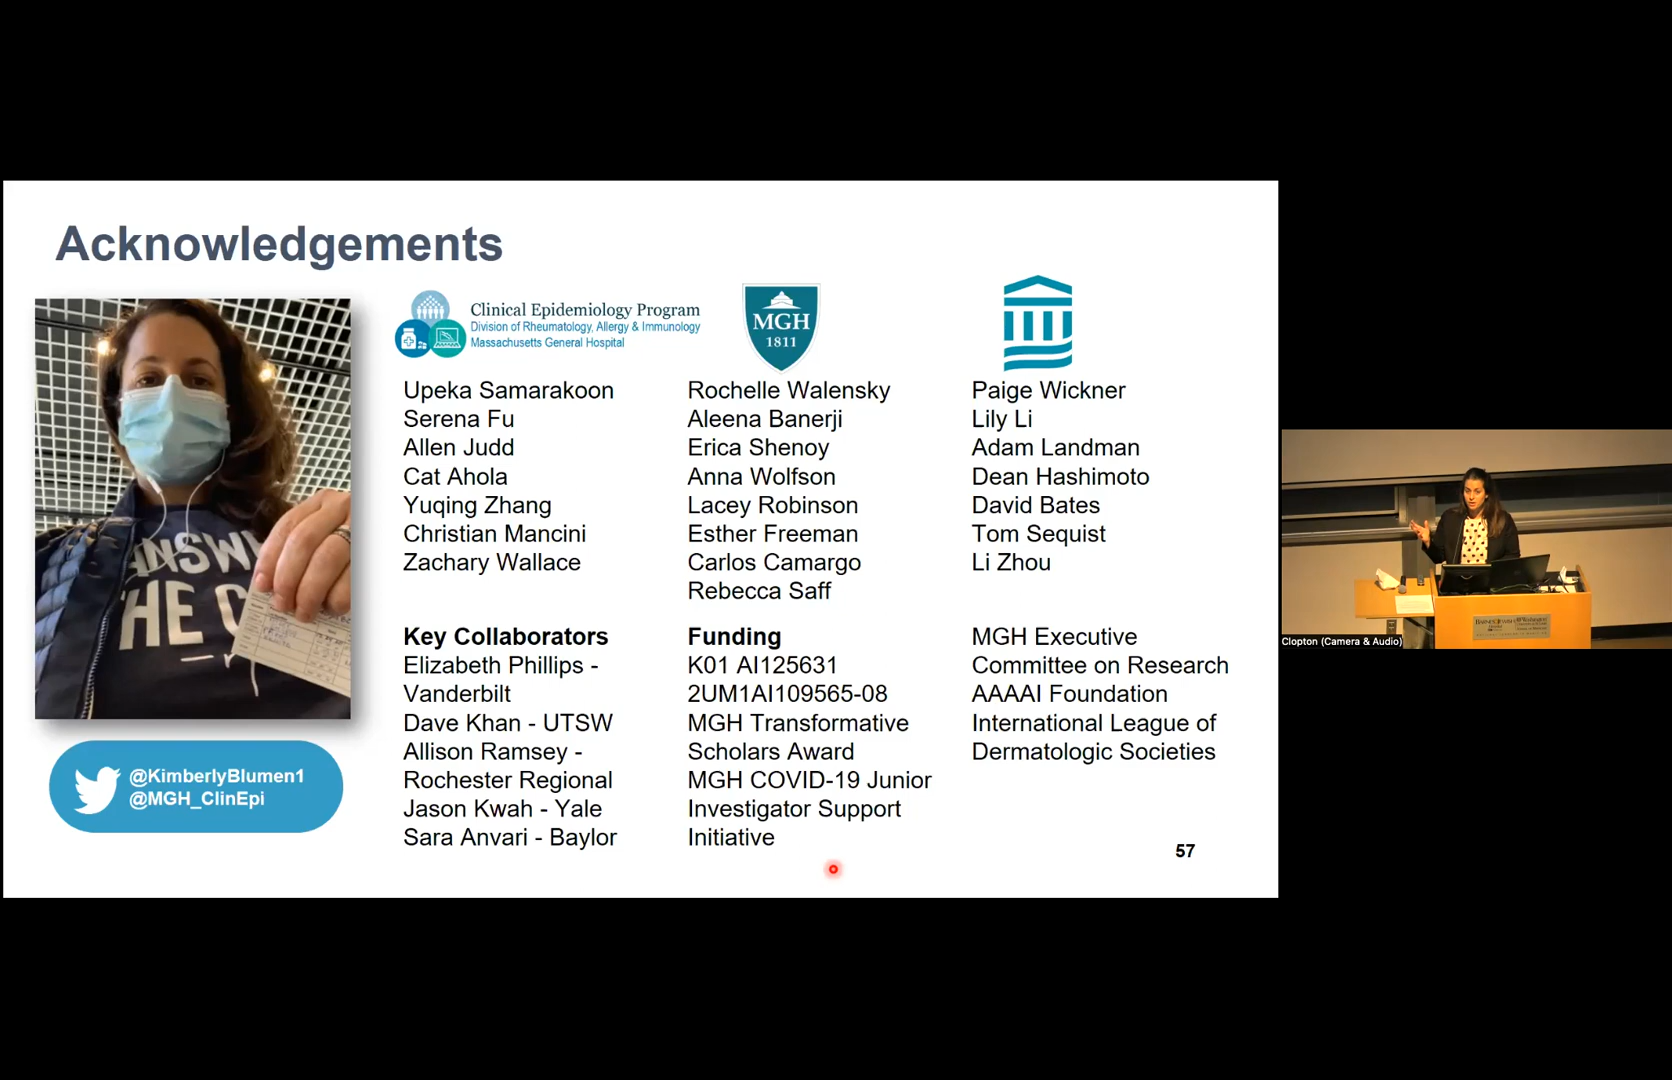 Acknowledgements
Clinical Epidemiology Program
Division of Rheumatology, Allergy & Immunology
Massachusetts General Hospital
MGH
1811
Upeka Samarakoon
Serena Fu
Allen Judd
Cat Ahola
Yuqing Zhang
Christian Mancini
Zachary Wallace
Rochelle Walensky
Aleena Banerji
Erica Shenoy
Anna Wolfson
Lacey Robinson
Esther Freeman
Carlos Camargo
Rebecca Saff
Paige Wickner
Lily Li
Adam Landman
Dean Hashimoto
David Bates
Tom Sequist
Li Zhou
Key Collaborators
Elizabeth Phillips -
Vanderbilt
Dave Khan - UTSW
Allison Ramsey -
Rochester Regional
Jason Kwah - Yale
Sara Anvari - Baylor
Funding
K01 AI125631
2UM1AI109565-08
MGH Transformative
Scholars Award
MGH COVID-19 Junior
Investigator Support
Initiative
MGH Executive
Committee on Research
AAAAI Foundation
International League of
Dermatologic Societies
THE
@KimberlyBlumen1
@MGH_ClinEpi
57
Clopton (Camera & Audio)